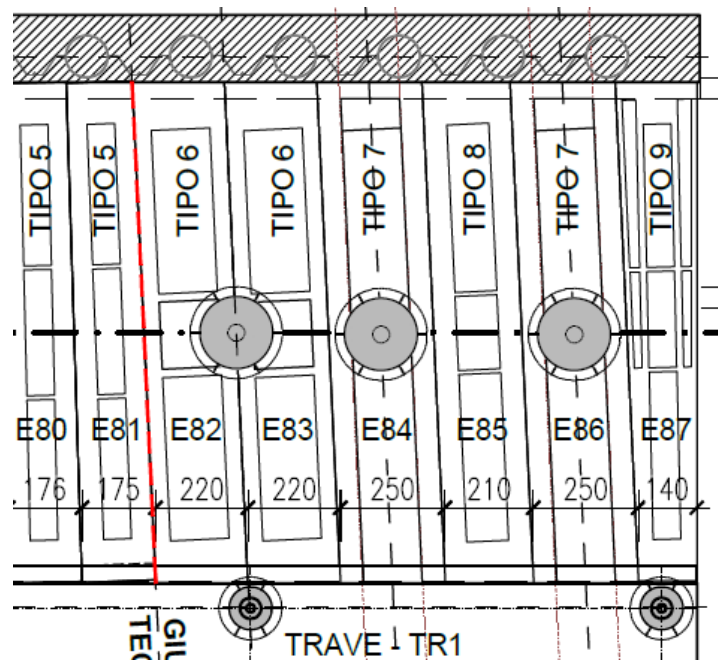 TIPO 5
TIPO 5
TIPO 6
TIPO 6
TIPO 7
TIPO 8
TIPO 7
TIPO 9
E80
E81
E82
E83
E84
E85
E86
E87
176
175
220
220
250
210
250
140
TRAVE - TR1